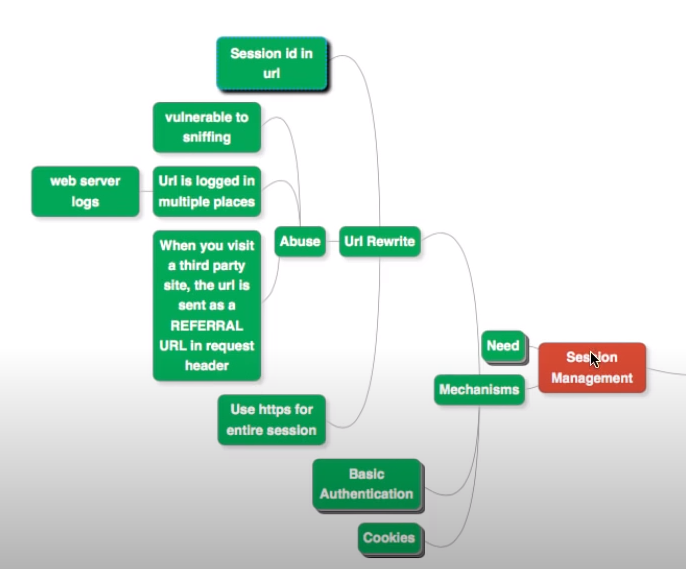 Session id in
url
vulnerable to
sniffing
web server
logs
Url is logged in
multiple places
When you visit
a third party
site, the url is
sent as a
REFERRAL
URL in request
header
Abuse
Url Rewrite
Use https for
entire session
Need
Mechanisms
Session
Management
Basic
Authentication
Cookies